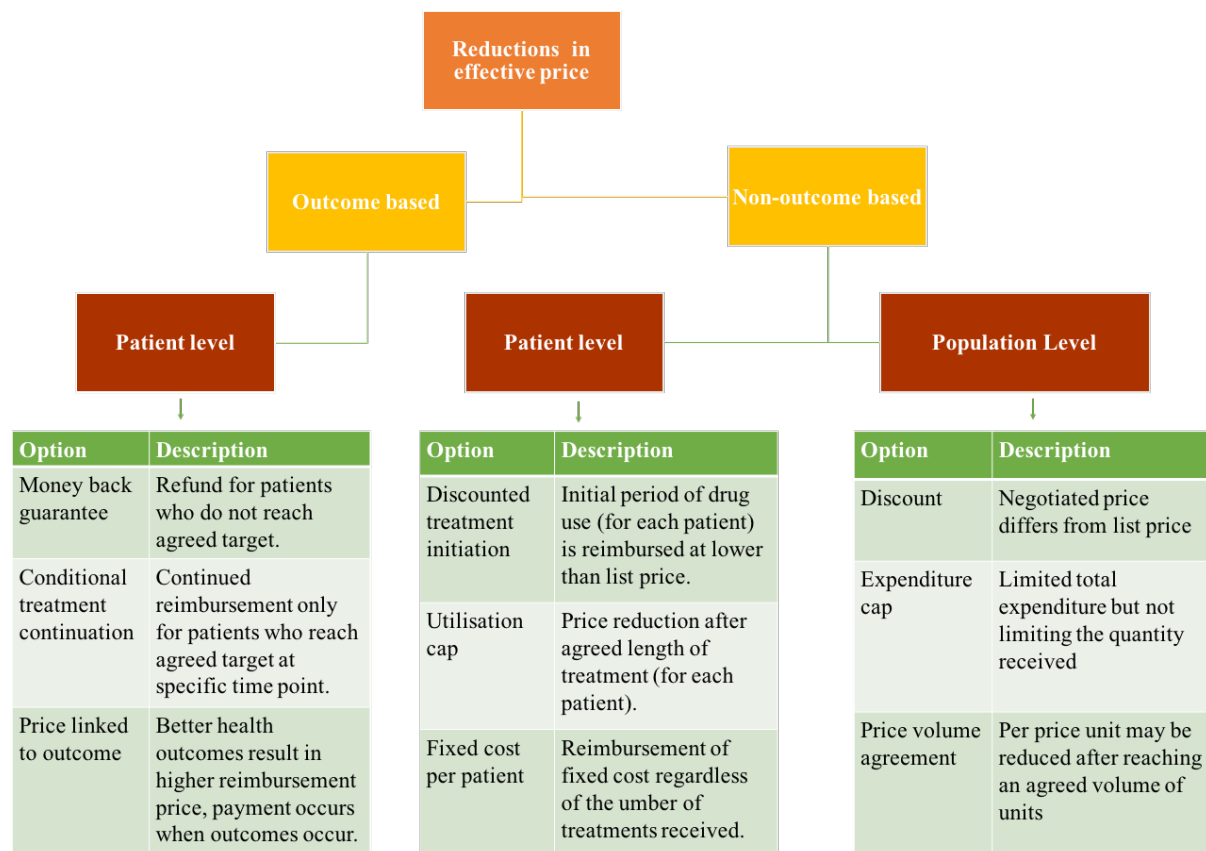 Reductions in
effective price
Outcome based
Non-outcome based
Patient level
Patient level
Population Level
Option
Description
Money back
guarantee
Refund for patients
who do not reach
agreed target.
Conditional
treatment
continuation
Continued
reimbursement only
for patients who reach
agreed target at
specific time point.
Price linked
to outcome
Better health
outcomes result in
higher reimbursement
price, payment occurs
when outcomes occur.
Option
Description
Discounted
treatment
initiation
Initial period of drug
use (for each patient)
is reimbursed at lower
than list price.
Utilisation
cap
Price reduction after
agreed length of
treatment (for each
patient).
Fixed cost
per patient
Reimbursement of
fixed cost regardless
of the umber of
treatments received.
Option
Description
Discount
Negotiated price
differs from list price
Expenditure
cap
Limited total
expenditure but not
limiting the quantity
received
Price volume
agreement
Per price unit may be
reduced after reaching
an agreed volume of
units